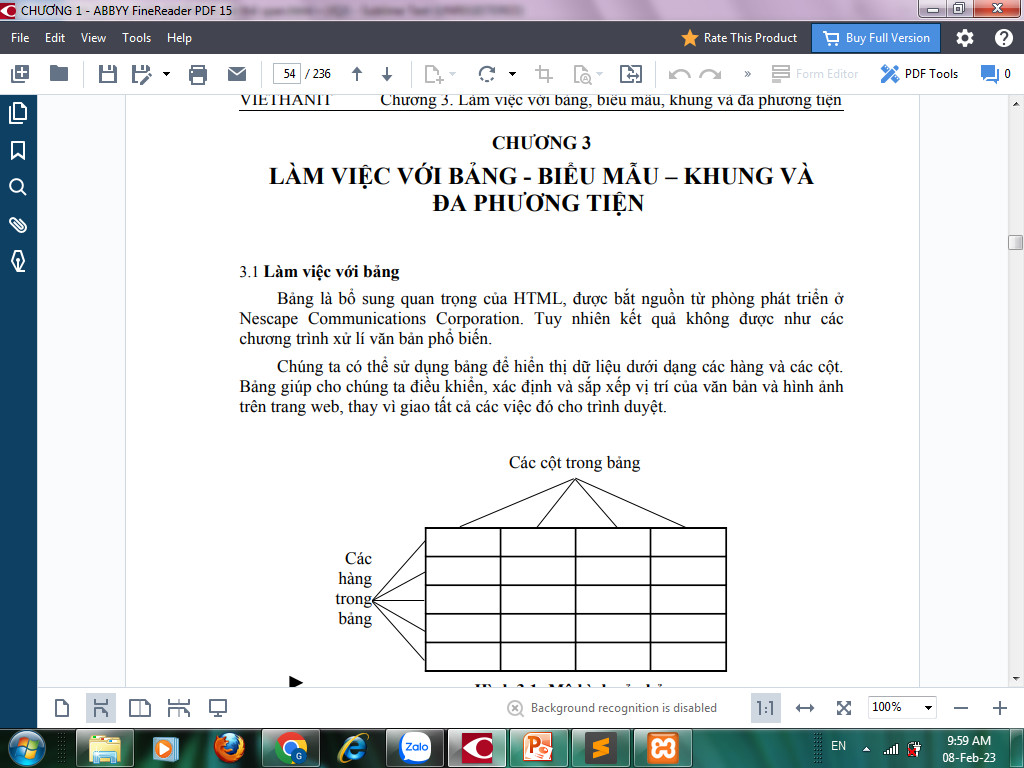 CHƯƠNG 1 - ABBYY FineReader PDF 15
File Edit View Tools Help
Rate This Product
Buy Full Version
54 / 236
»
Form Editor
PDF Tools
0
VIETHANIT Chương 3. Làm việc với bảng, biểu mẫu, khung và đa phương tiện
CHƯƠNG 3
LÀM VIỆC VỚI BẢNG - BIỂU MẪU – KHUNG VÀ
ĐA PHƯƠNG TIỆN
3.1 Làm việc với bảng
Bảng là bổ sung quan trọng của HTML, được bắt nguồn từ phòng phát triển ở
Nescape Communications Corporation. Tuy nhiên kết quả không được như các
chương trình xử lí văn bản phổ biến.
Chúng ta có thể sử dụng bảng để hiển thị dữ liệu dưới dạng các hàng và các cột.
Bảng giúp cho chúng ta điều khiển, xác định và sắp xếp vị trí của văn bản và hình ảnh
trên trang web, thay vì giao tất cả các việc đó cho trình duyệt.
Các cột trong bảng
Các
hàng
trong
bảng
Background recognition is disabled
1:1
100%
Zalo
EN
9:59 AM
08-Feb-23